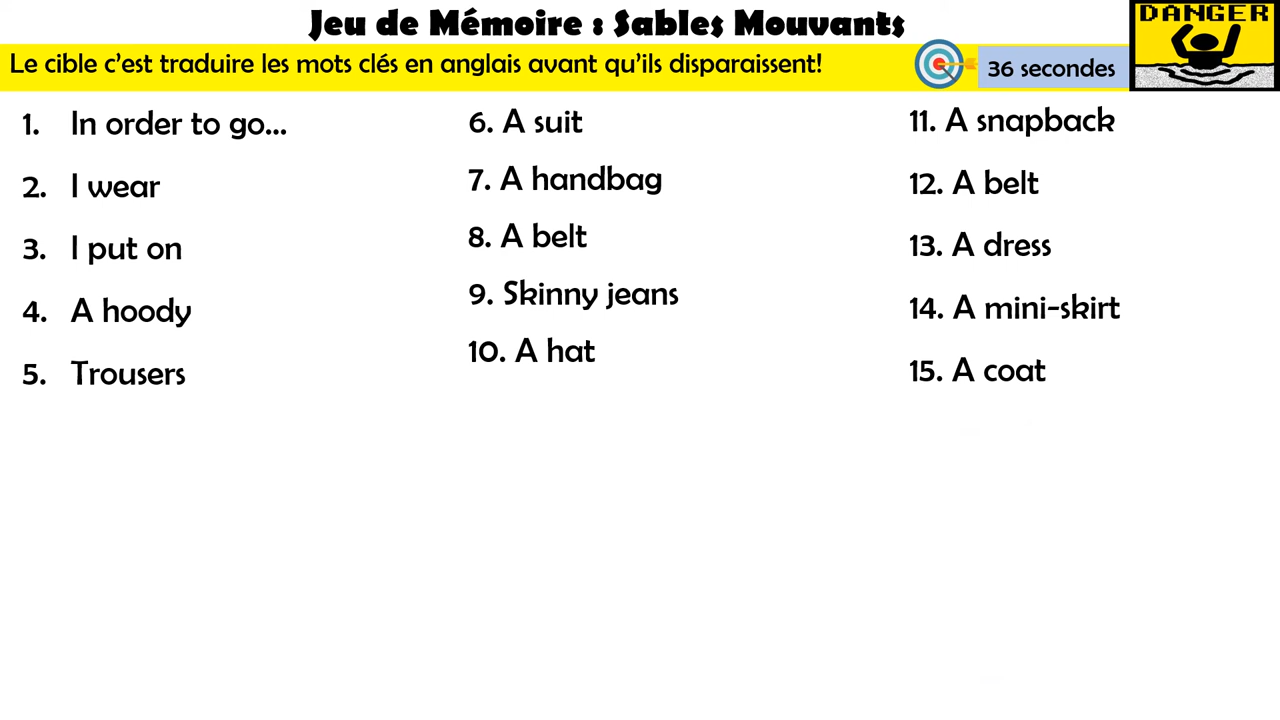 Jeu de Mémoire : Sables Mouvants
DANGER
Le cible c’est traduire les mots clés en anglais avant qu’ils disparaissent!
36 secondes
1. In order to go...
2. I wear
3. I put on
4. A hoody
5. Trousers
6. A suit
7. A handbag
8. A belt
9. Skinny jeans
10. A hat
11. A snapback
12. A belt
13. A dress
14. A mini-skirt
15. A coat